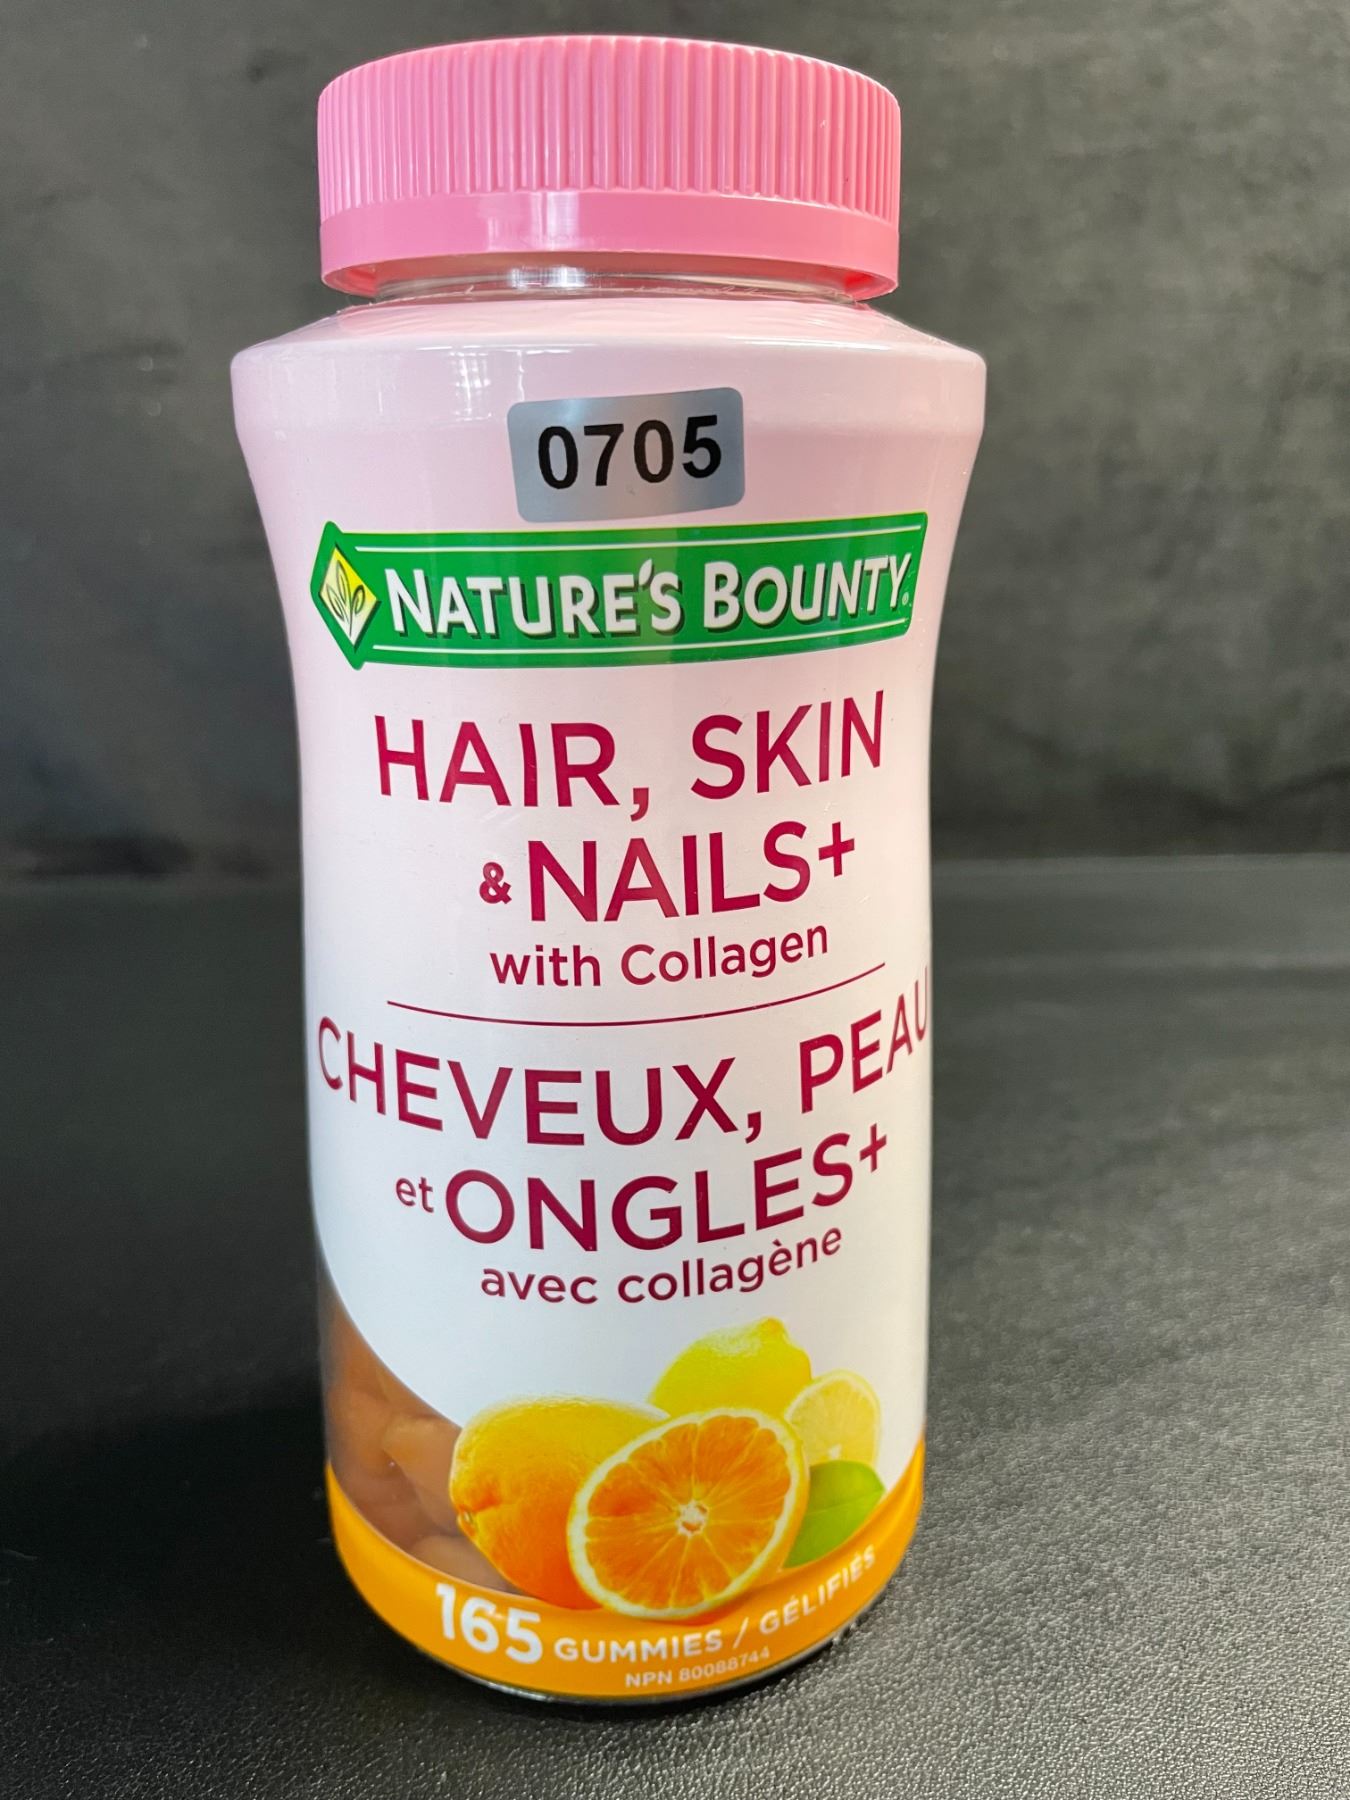 0705
NATURE'S BOUNTY®
HAIR, SKIN
& NAILS+
with Collagen
CHEVEUX, PEAU
et ONGLES+
avec collagène
165 GUMMIES / GÉLIFIÉS
NPN 80088744